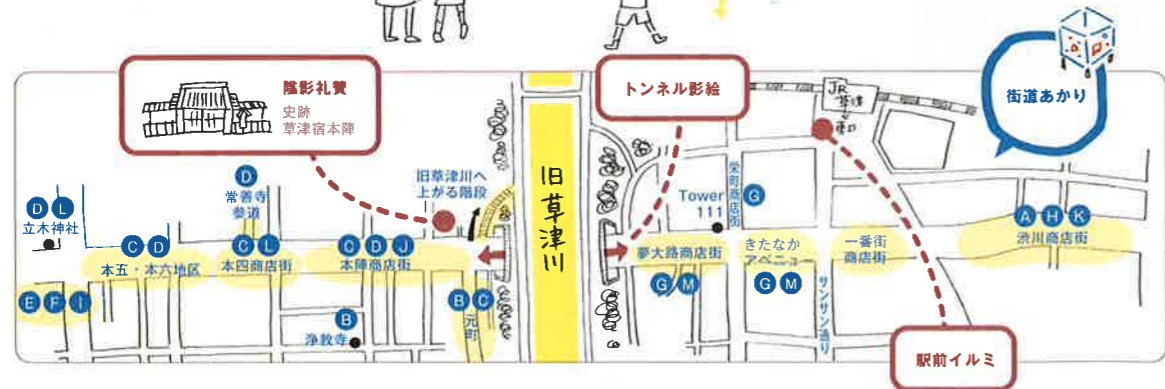 陰影礼賛
史跡
草津宿本陣
トンネル影絵
JR
草津
東口
街道あかり
旧草津川へ
上がる階段
旧草津川
D
常善寺
参道
D L
立木神社
C D
本五・本六地区
C L
本四商店街
C D J
本陣商店街
E F I
B
浄教寺
B C
元町
Tower
111
栄町商店街
G
夢大路商店街
G M
きたなか
アベニュー
G M
サンサン通り
一番街
商店街
A H K
渋川商店街
駅前イルミ